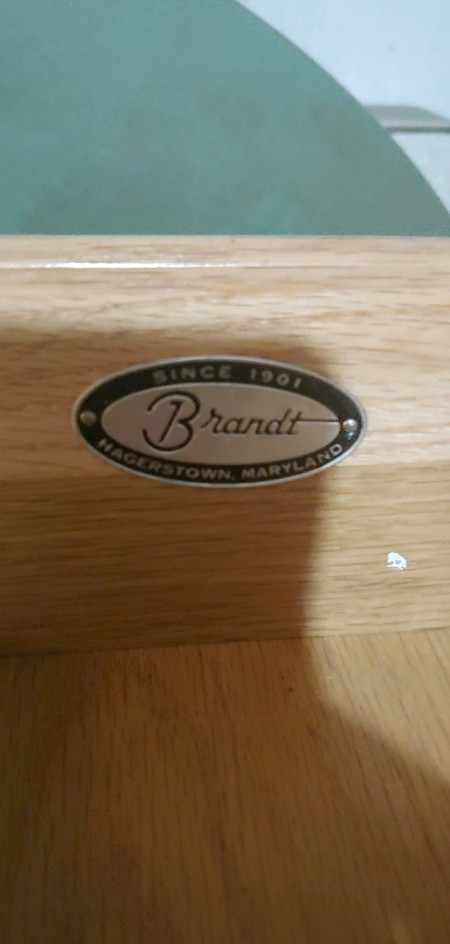 SINCE 1901
Brandt
HAGERSTOWN, MARYLAND